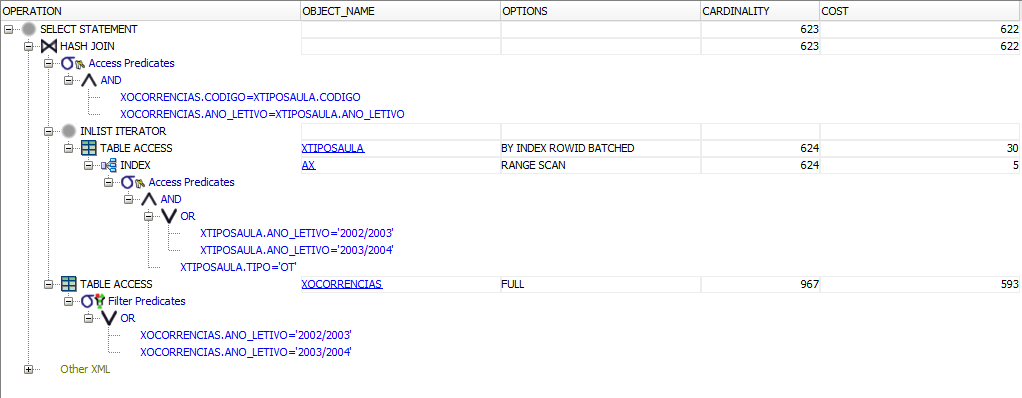 OPERATION OBJECT_NAME OPTIONS CARDINALITY COST
SELECT STATEMENT 623 622
HASH JOIN 623 622
Access Predicates
AND
XOCORRENCIAS.CODIGO=XTIPOSAULA.CODIGO
XOCORRENCIAS.ANO_LETIVO=XTIPOSAULA.ANO_LETIVO
INLIST ITERATOR
TABLE ACCESS XTIPOSAULA BY INDEX ROWID BATCHED 624 30
INDEX AX RANGE SCAN 624 5
Access Predicates
AND
OR
XTIPOSAULA.ANO_LETIVO='2002/2003'
XTIPOSAULA.ANO_LETIVO='2003/2004'
XTIPOSAULA.TIPO='OT'
TABLE ACCESS XOCORRENCIAS FULL 967 593
Filter Predicates
OR
XOCORRENCIAS.ANO_LETIVO='2002/2003'
XOCORRENCIAS.ANO_LETIVO='2003/2004'
Other XML